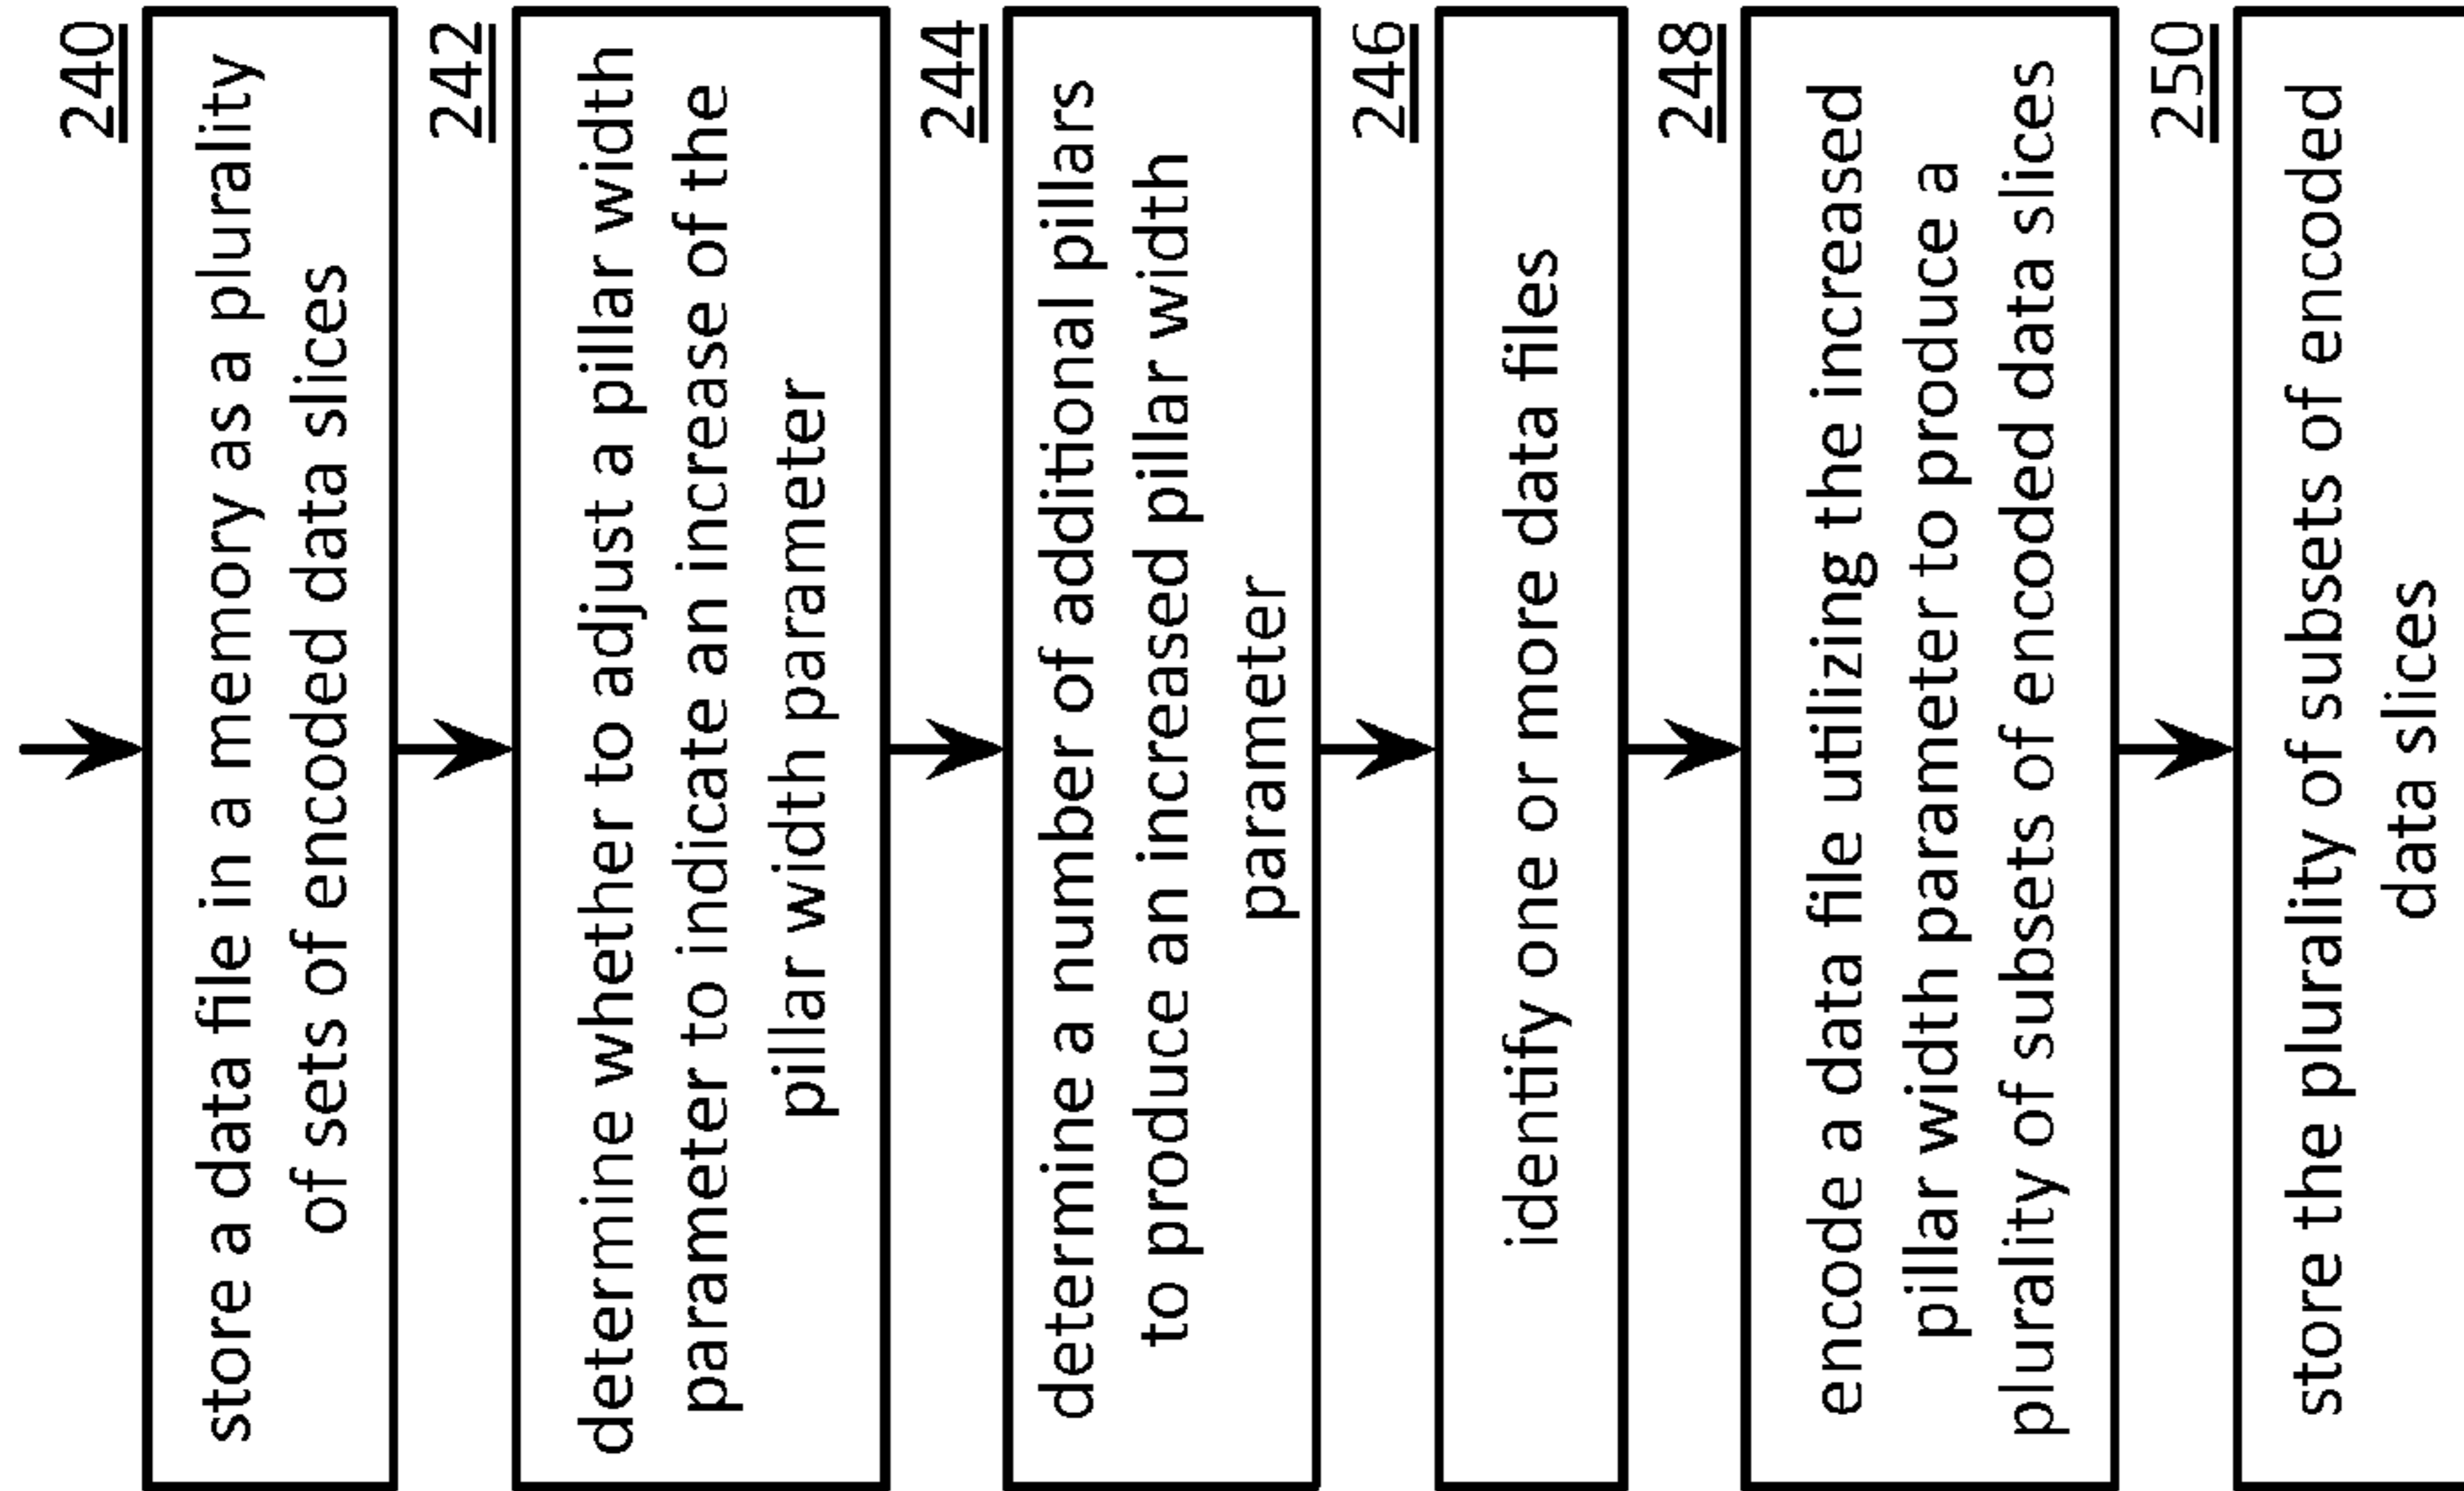 240
store a data file in a memory as a plurality
of sets of encoded data slices
242
determine whether to adjust a pillar width
parameter to indicate an increase of the
pillar width parameter
244
determine a number of additional pillars
to produce an increased pillar width
parameter
246
identify one or more data files
248
encode a data file utilizing the increased
pillar width parameter to produce a
plurality of subsets of encoded data slices
250
store the plurality of subsets of encoded
data slices